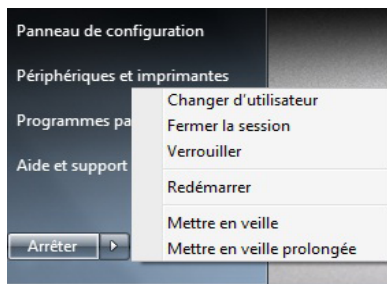 Panneau de configuration
Périphériques et imprimantes
Programmes pa
Aide et support
Changer d'utilisateur
Fermer la session
Verrouiller
Redémarrer
Mettre en veille
Mettre en veille prolongée
Arrêter